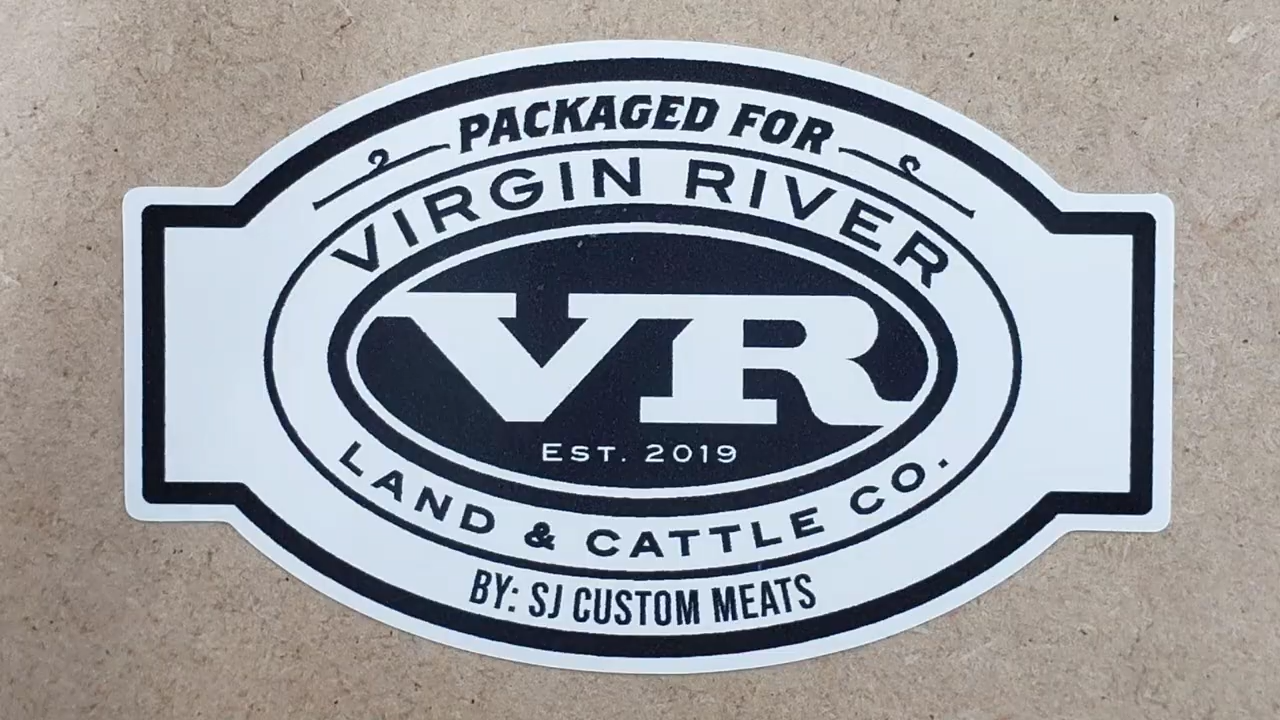 PACKAGED FOR
VIRGIN RIVER
VR
EST. 2019
LAND & CATTLE CO.
BY: SJ CUSTOM MEATS